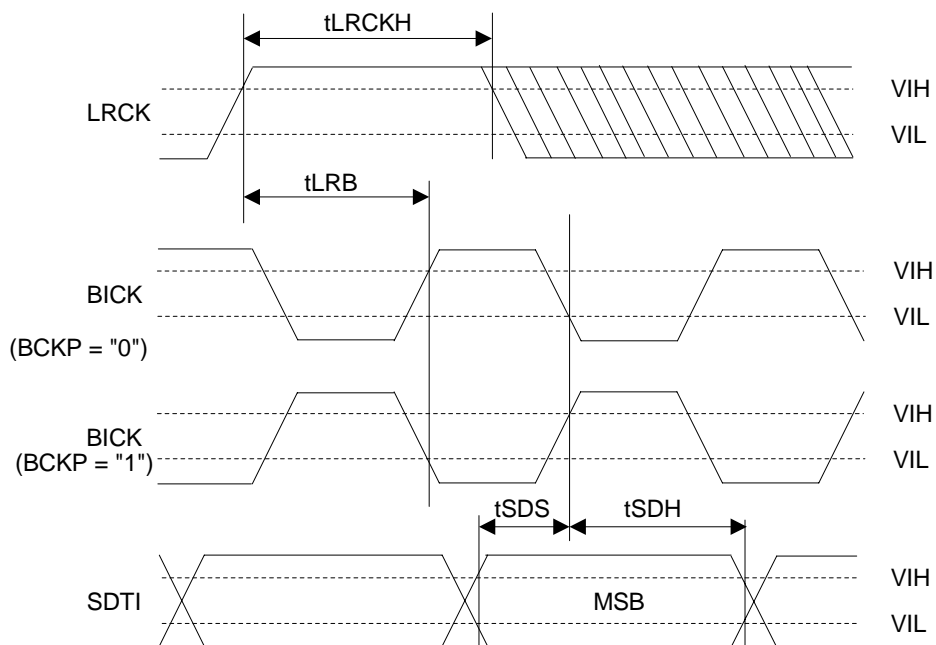 tLRCKH
LRCK
VIH
VIL
tLRB
BICK
(BCKP = "0")
VIH
VIL
BICK
(BCKP = "1")
VIH
VIL
tSDS
tSDH
SDTI
MSB
VIH
VIL